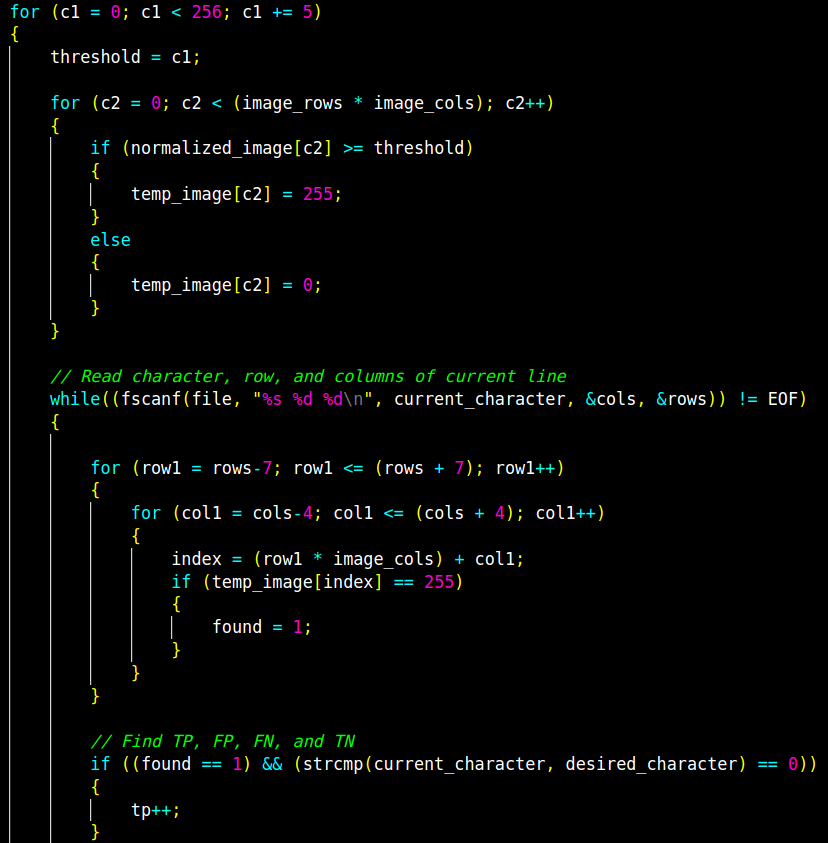 for (c1 = 0; c1 < 256; c1 += 5)
{
    threshold = c1;

    for (c2 = 0; c2 < (image_rows * image_cols); c2++)
    {
        if (normalized_image[c2] >= threshold)
        {
            temp_image[c2] = 255;
        }
        else
        {
            temp_image[c2] = 0;
        }
    }

    // Read character, row, and columns of current line
    while((fscanf(file, "%s %d %d\n", current_character, &cols, &rows)) != EOF)
    {

        for (row1 = rows-7; row1 <= (rows + 7); row1++)
        {
            for (col1 = cols-4; col1 <= (cols + 4); col1++)
            {
                index = (row1 * image_cols) + col1;
                if (temp_image[index] == 255)
                {
                    found = 1;
                }
            }
        }

        // Find TP, FP, FN, and TN
        if ((found == 1) && (strcmp(current_character, desired_character) == 0))
        {
            tp++;
        }